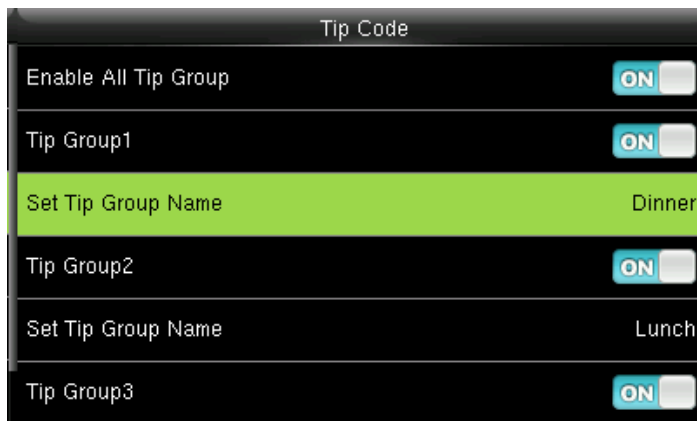 Tip Code
Enable All Tip Group ON
Tip Group1 ON
Set Tip Group Name Dinner
Tip Group2 ON
Set Tip Group Name Lunch
Tip Group3 ON